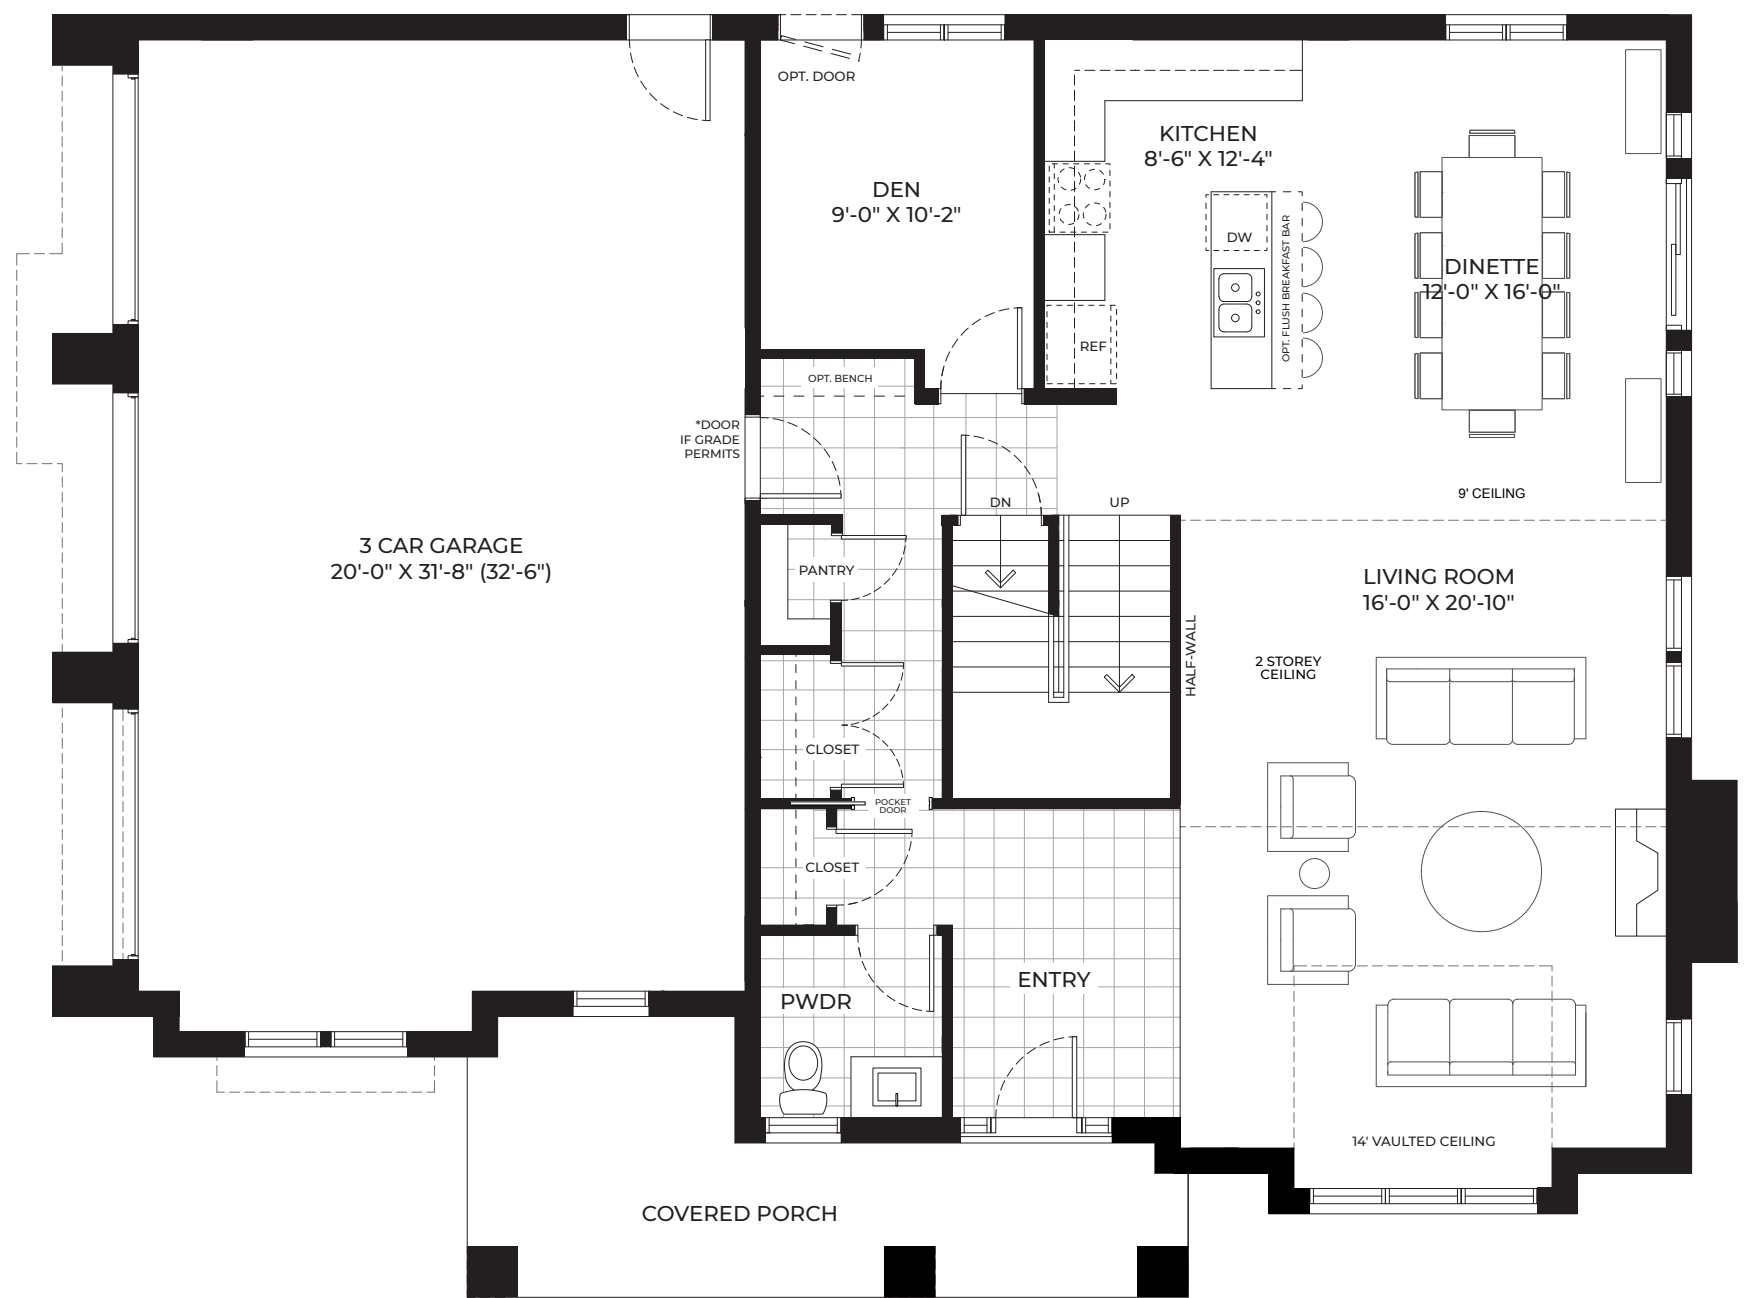 OPT. DOOR
KITCHEN
8'-6" X 12'-4"
DEN
9'-0" X 10'-2"
DW
OPT. FLUSH BREAKFAST BAR
DINETTE
12'-0" X 16'-0"
REF
OPT. BENCH
*DOOR
IF GRADE
PERMITS
DN
UP
9' CEILING
3 CAR GARAGE
20'-0" X 31'-8" (32'-6")
PANTRY
LIVING ROOM
16'-0" X 20'-10"
HALF-WALL
2 STOREY
CEILING
CLOSET
POCKET
DOOR
CLOSET
ENTRY
PWDR
14' VAULTED CEILING
COVERED PORCH